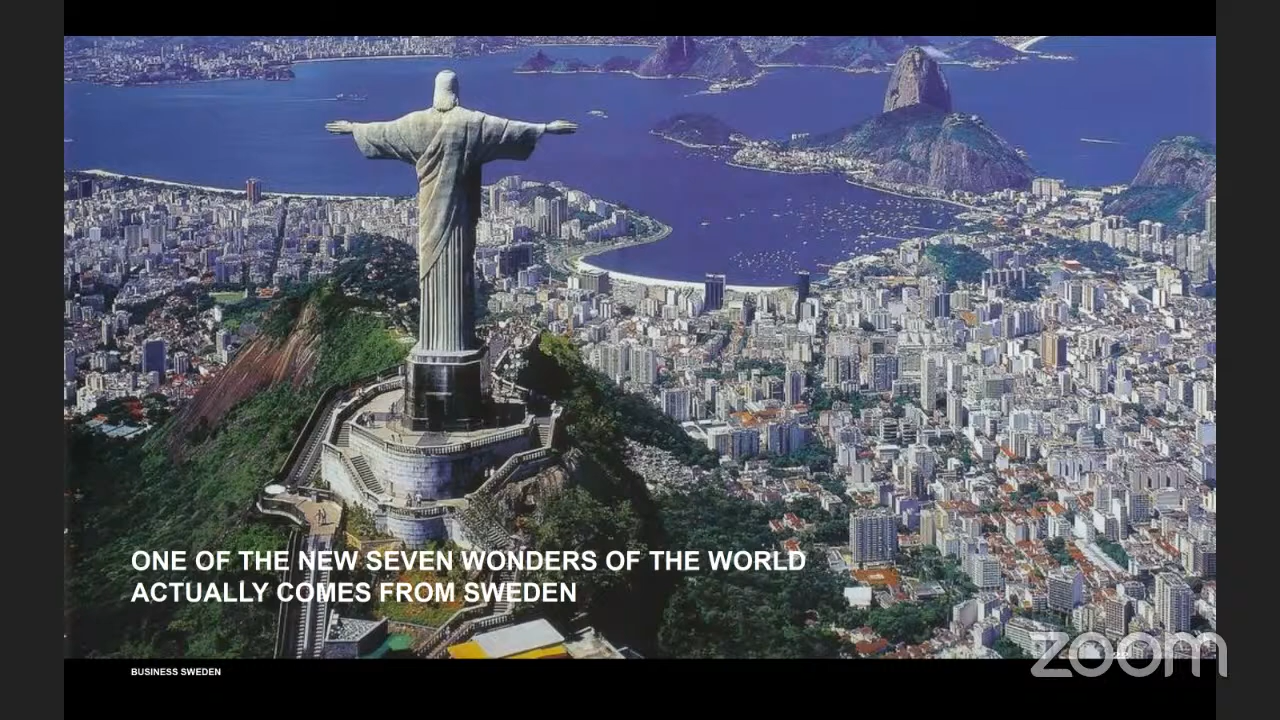 ONE OF THE NEW SEVEN WONDERS OF THE WORLD
ACTUALLY COMES FROM SWEDEN
BUSINESS SWEDEN
zoom